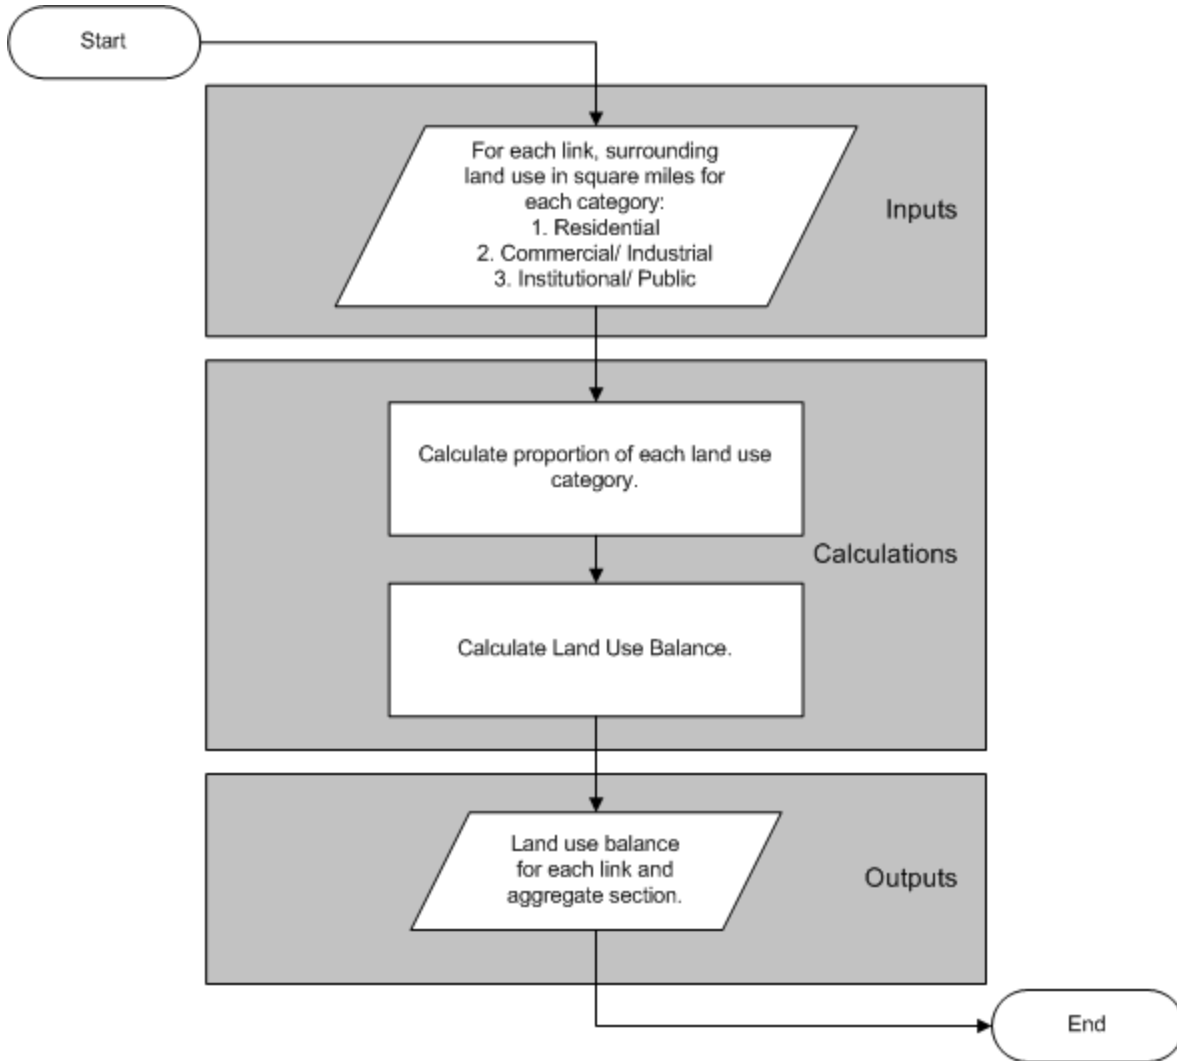 Start
For each link, surrounding
land use in square miles for
each category:
1. Residential
2. Commercial/ Industrial
3. Institutional/ Public
Inputs
Calculate proportion of each land use
category.
Calculations
Calculate Land Use Balance.
Land use balance
for each link and
aggregate section.
Outputs
End